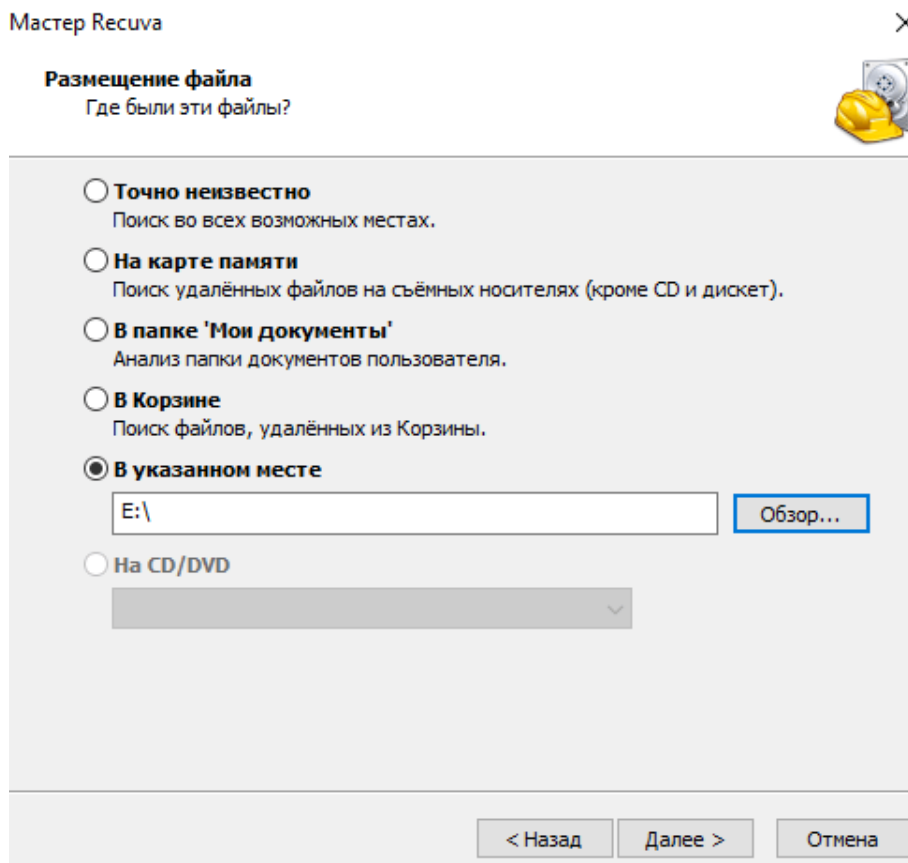 Мастер Recuva
Размещение файла
Где были эти файлы?
Точно неизвестно
Поиск во всех возможных местах.
На карте памяти
Поиск удалённых файлов на съёмных носителях (кроме CD и дискет).
В папке 'Мои документы'
Анализ папки документов пользователя.
В Корзине
Поиск файлов, удалённых из Корзины.
В указанном месте
E:\
Обзор...
На CD/DVD
< Назад Далее > Отмена